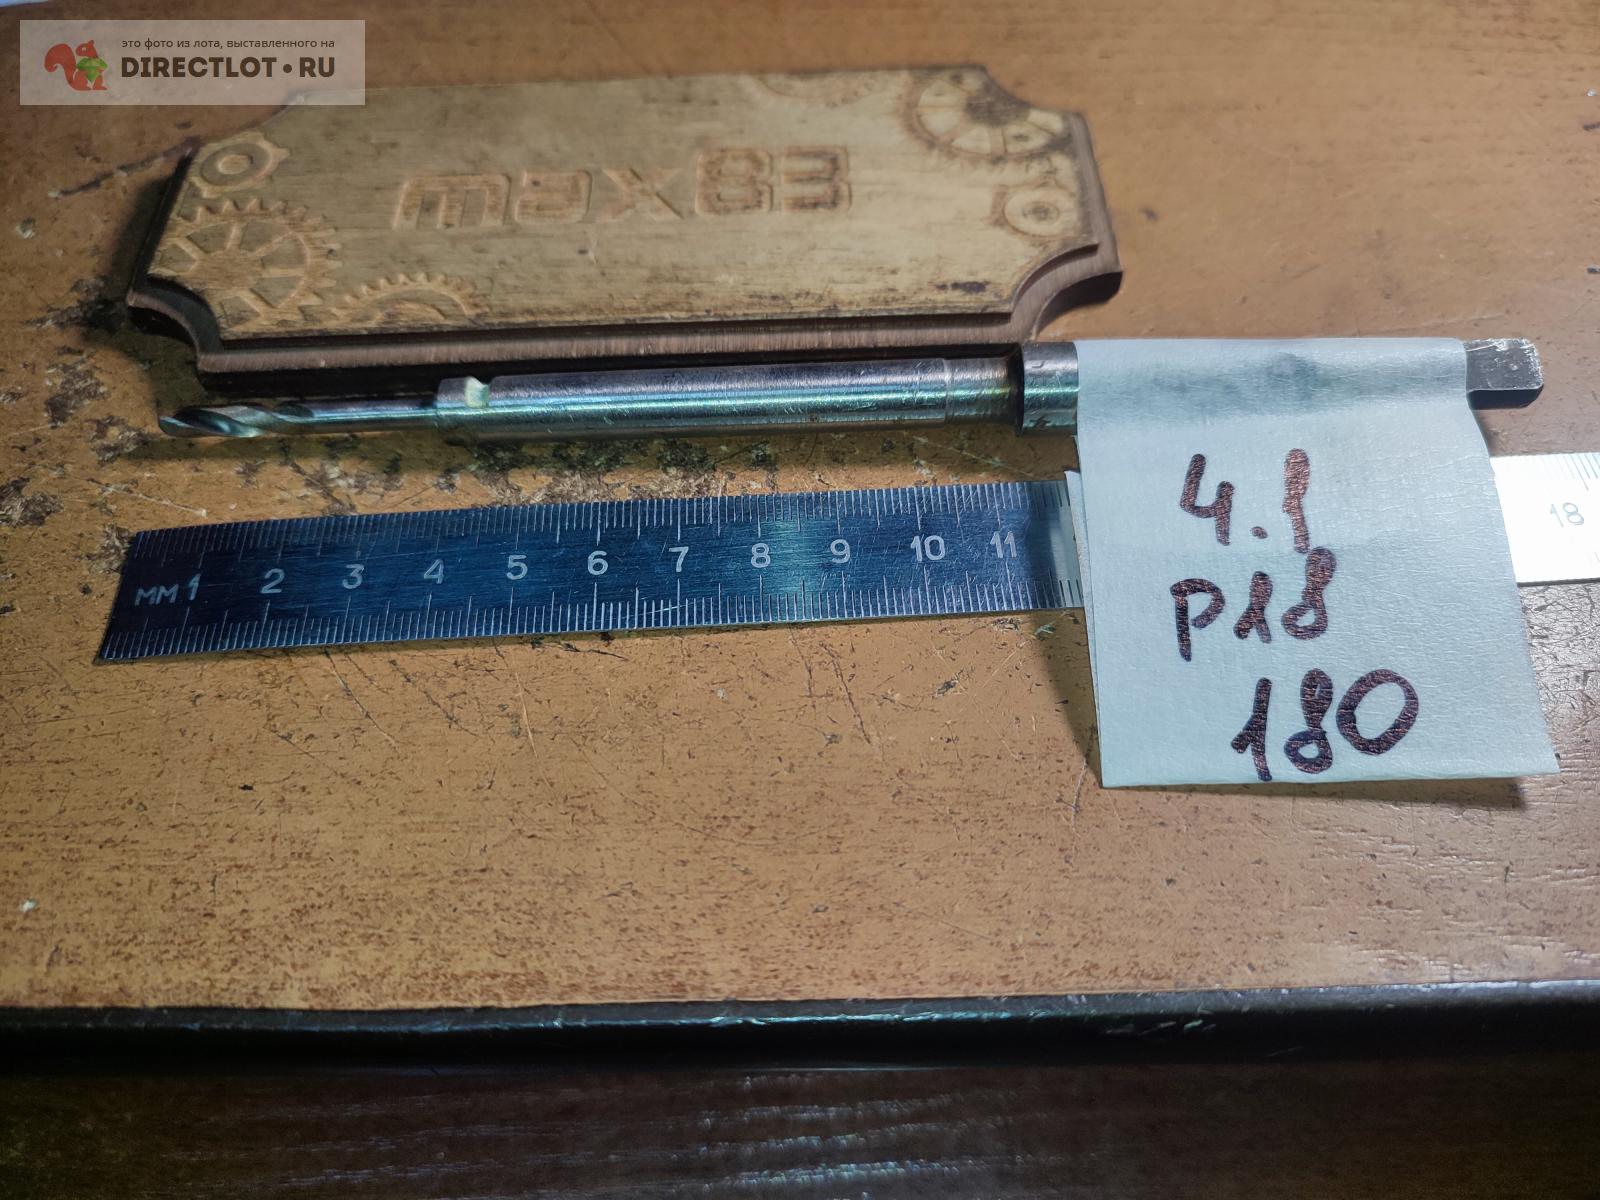 это фото из лота, выставленного на
DIRECTLOT•RU
мм 1 2 3 4 5 6 7 8 9 10 11
18
4.1
P18
180